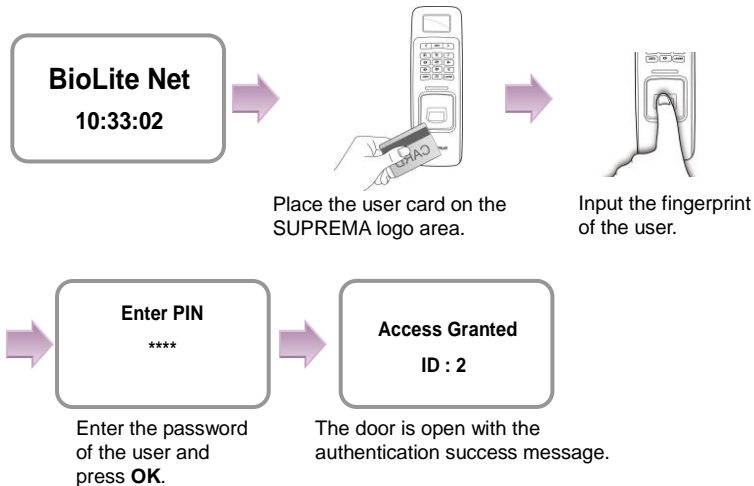 BioLite Net
10:33:02
CARD
Place the user card on the
SUPREMA logo area.
Input the fingerprint
of the user.
Enter PIN
****
Enter the password
of the user and
press OK.
Access Granted
ID : 2
The door is open with the
authentication success message.